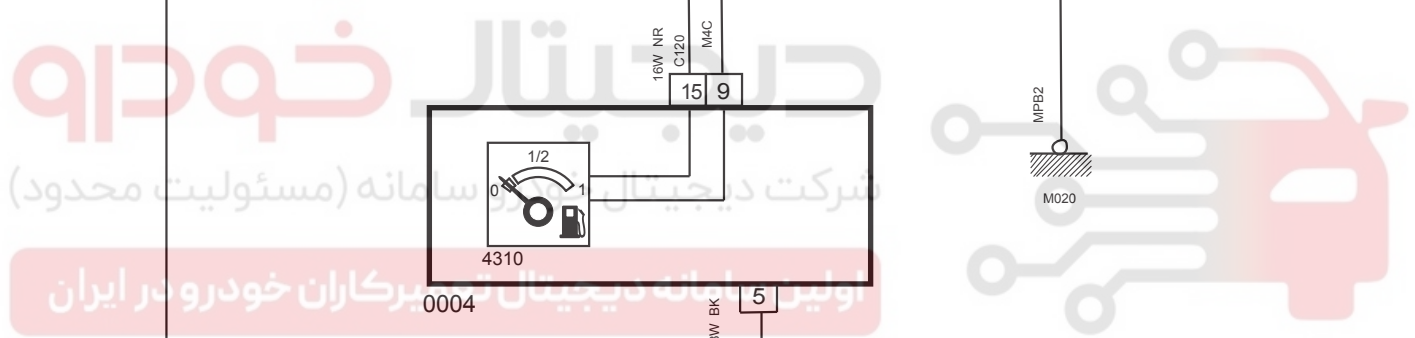 16W NR
C120
M4C
15 9
MPB2
1/2
0 1
4310
0004
5
BK
M020
دیجیتال خودرو
شرکت دیجیتال خودرو سامانه (مسئولیت محدود)
اولین سامانه دیجیتال تعمیرکاران خودرو در ایران